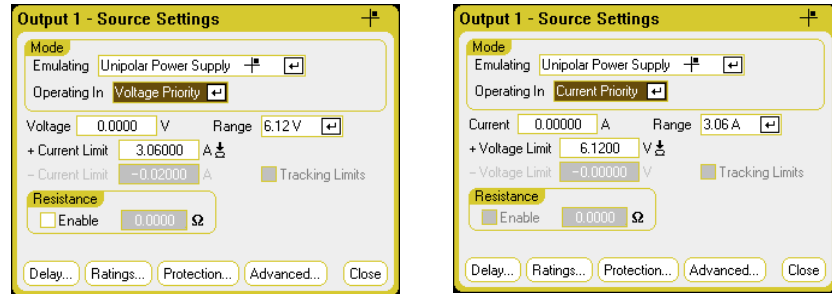 Output 1 - Source Settings
Mode
Emulating Unipolar Power Supply
Operating In Voltage Priority
Voltage 0.0000 V Range 6.12 V
+ Current Limit 3.06000 A
- Current Limit -0.02000 A Tracking Limits
Resistance
Enable 0.0000 Ω
Delay... Ratings... Protection... Advanced... Close
Output 1 - Source Settings
Mode
Emulating Unipolar Power Supply
Operating In Current Priority
Current 0.00000 A Range 3.06 A
+ Voltage Limit 6.1200 V
- Voltage Limit -0.00000 V Tracking Limits
Resistance
Enable 0.0000 Ω
Delay... Ratings... Protection... Advanced... Close